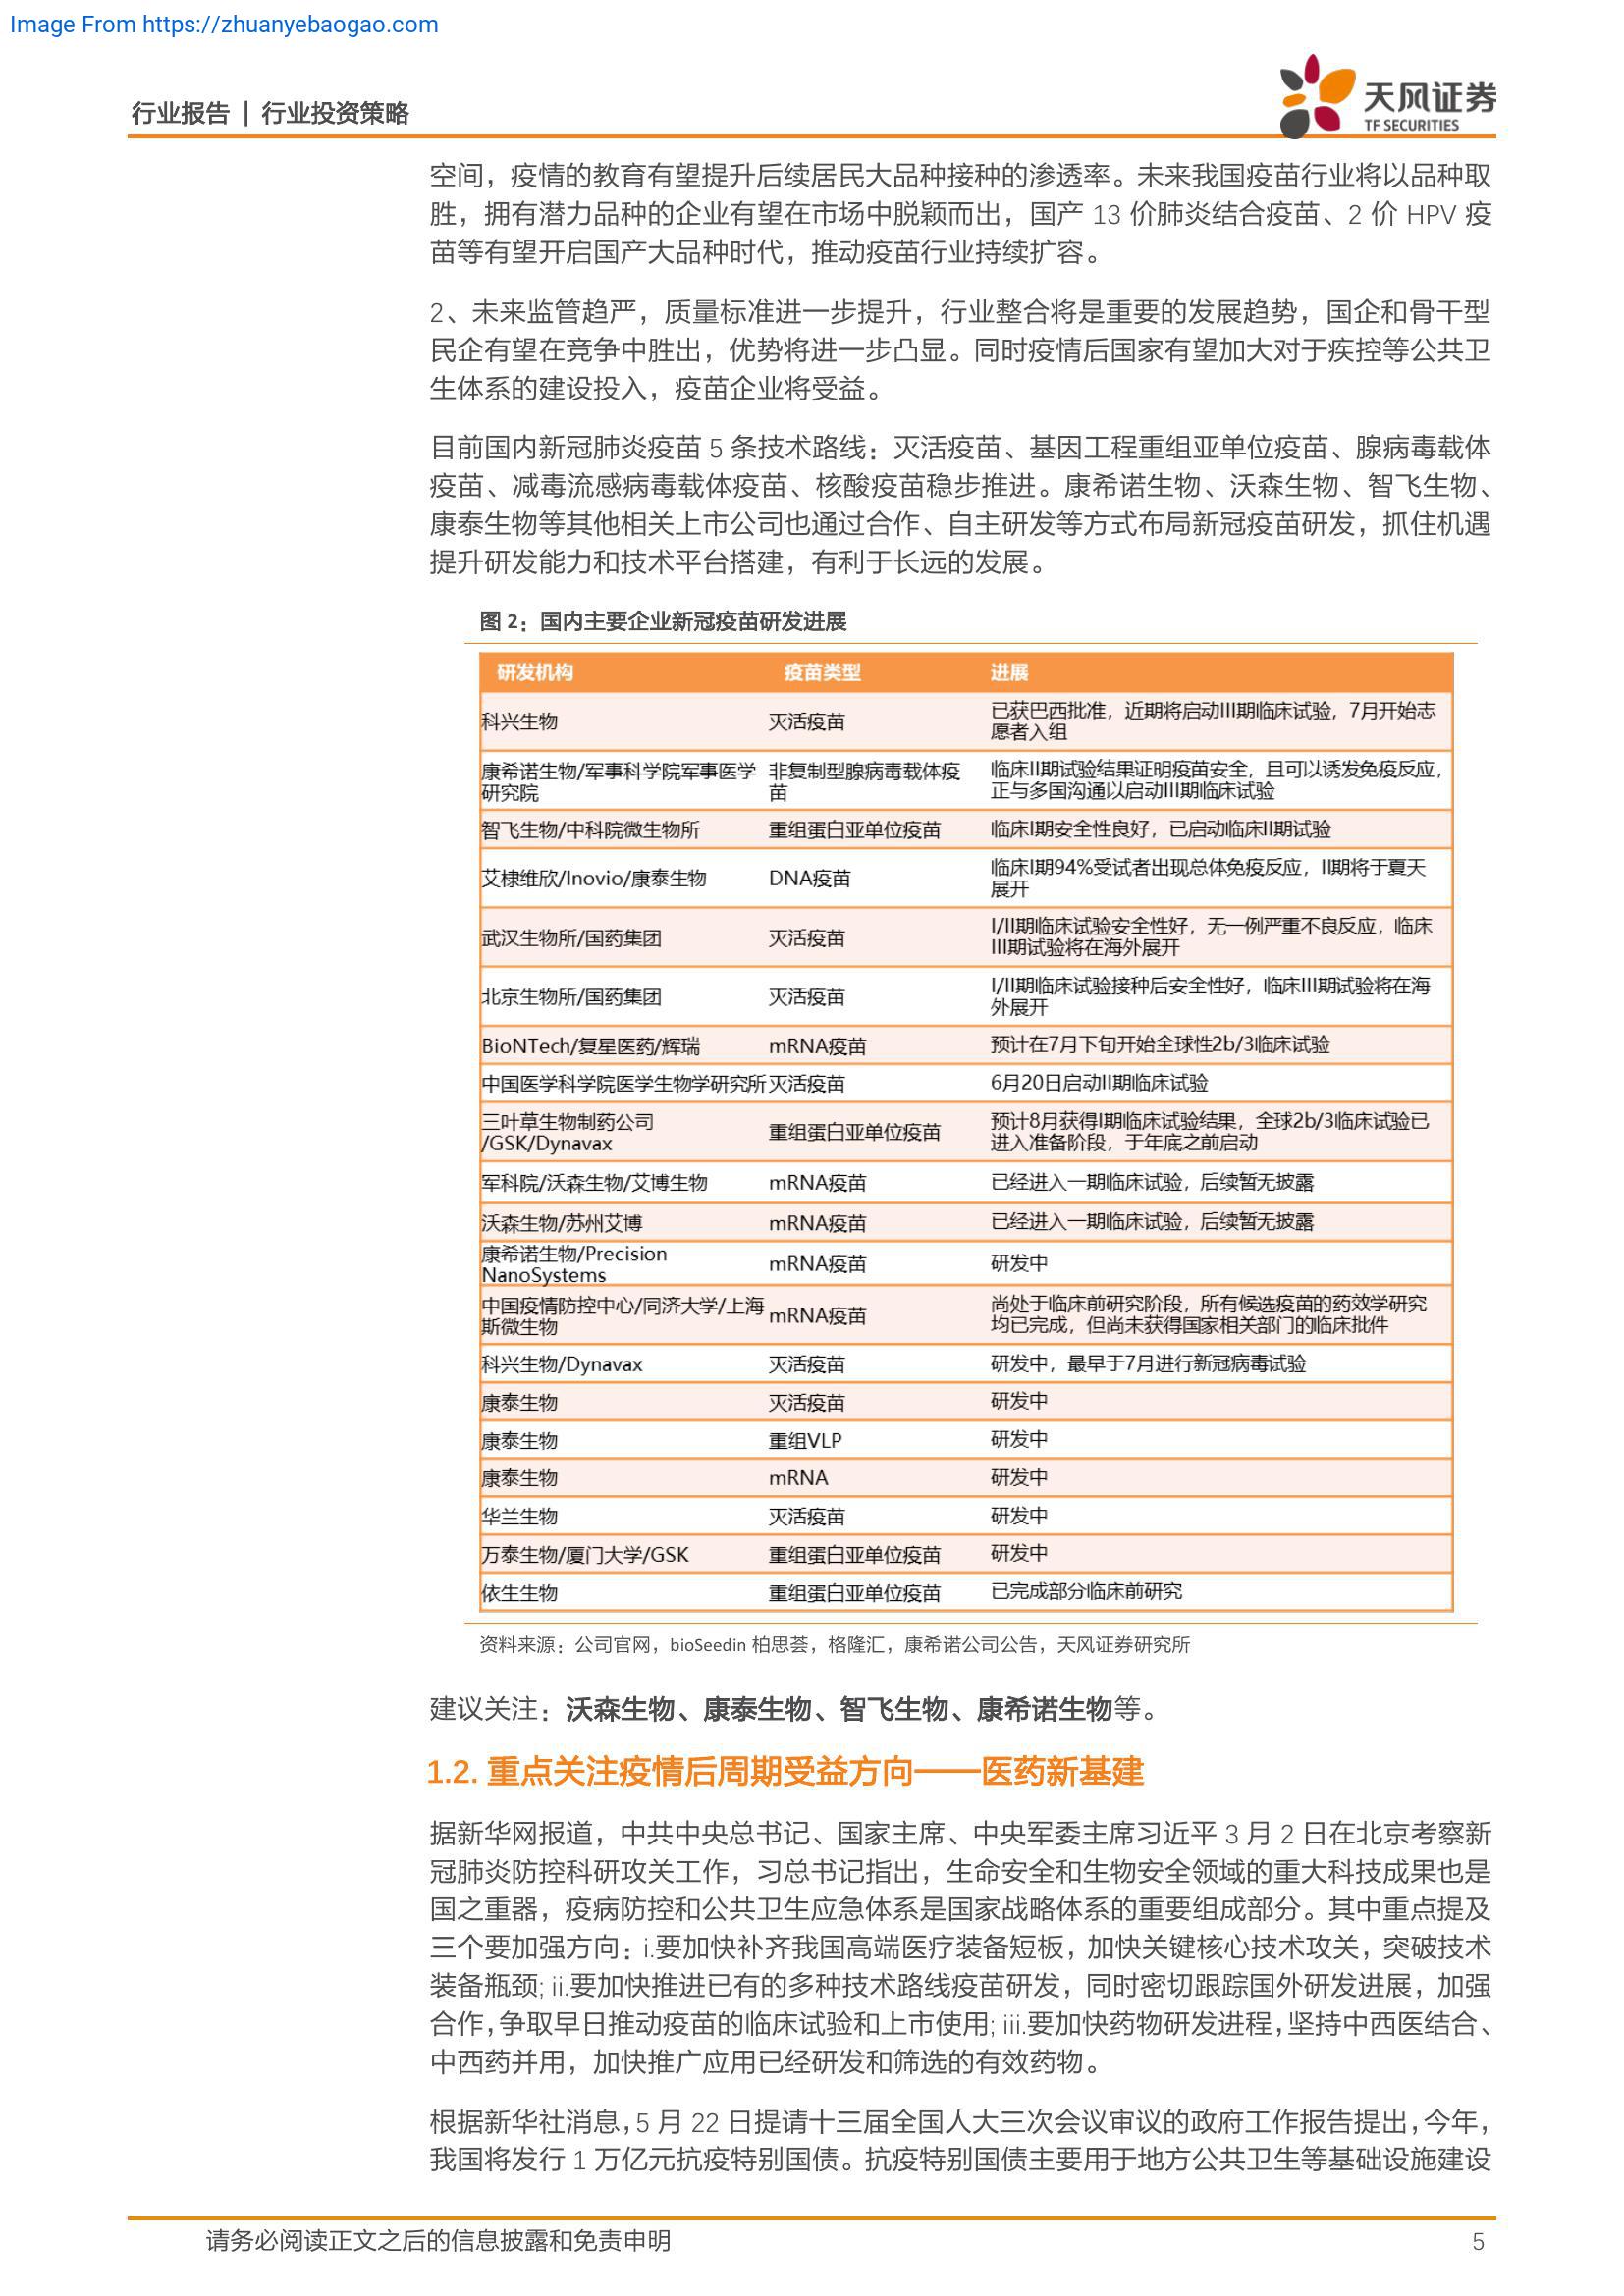 Image From https://zhuanyebaogao.com
行业报告 | 行业投资策略
天风证券
TF SECURITIES
空间，疫情的教育有望提升后续居民大品种接种的渗透率。未来我国疫苗行业将以品种取
胜，拥有潜力品种的企业有望在市场中脱颖而出，国产 13 价肺炎结合疫苗、2 价 HPV 疫
苗等有望开启国产大品种时代，推动疫苗行业持续扩容。
2、未来监管趋严，质量标准进一步提升，行业整合将是重要的发展趋势，国企和骨干型
民企有望在竞争中胜出，优势将进一步凸显。同时疫情后国家有望加大对于疾控等公共卫
生体系的建设投入，疫苗企业将受益。
目前国内新冠肺炎疫苗 5 条技术路线：灭活疫苗、基因工程重组亚单位疫苗、腺病毒载体
疫苗、减毒流感病毒载体疫苗、核酸疫苗稳步推进。康希诺生物、沃森生物、智飞生物、
康泰生物等其他相关上市公司也通过合作、自主研发等方式布局新冠疫苗研发，抓住机遇
提升研发能力和技术平台搭建，有利于长远的发展。
图 2：国内主要企业新冠疫苗研发进展
研发机构 疫苗类型 进展
科兴生物 灭活疫苗 已获巴西批准，近期将启动III期临床试验，7月开始志
愿者入组
康希诺生物/军事科学院军事医学 非复制型腺病毒载体疫 临床II期试验结果证明疫苗安全，且可以诱发免疫反应，
研究院 苗 正与多国沟通以启动III期临床试验
智飞生物/中科院微生物所 重组蛋白亚单位疫苗 临床I期安全性良好，已启动临床II期试验
艾棣维欣/Inovio/康泰生物 DNA疫苗 临床I期94%受试者出现总体免疫反应，II期将于夏天
展开
武汉生物所/国药集团 灭活疫苗 I/II期临床试验安全性好，无一例严重不良反应，临床
III期试验将在海外展开
北京生物所/国药集团 灭活疫苗 I/II期临床试验接种后安全性好，临床III期试验将在海
外展开
BioNTech/复星医药/辉瑞 mRNA疫苗 预计在7月下旬开始全球性2b/3临床试验
中国医学科学院医学生物学研究所 灭活疫苗 6月20日启动II期临床试验
三叶草生物制药公司 重组蛋白亚单位疫苗 预计8月获得I期临床试验结果，全球2b/3临床试验已
/GSK/Dynavax 进入准备阶段，于年底之前启动
军科院/沃森生物/艾博生物 mRNA疫苗 已经进入一期临床试验，后续暂无披露
沃森生物/苏州艾博 mRNA疫苗 已经进入一期临床试验，后续暂无披露
康希诺生物/Precision mRNA疫苗 研发中
NanoSystems
中国疫情防控中心/同济大学/上海 mRNA疫苗 尚处于临床前研究阶段，所有候选疫苗的药效学研究
斯微生物 均已完成，但尚未获得国家相关部门的临床批件
科兴生物/Dynavax 灭活疫苗 研发中，最早于7月进行新冠病毒试验
康泰生物 灭活疫苗 研发中
康泰生物 重组VLP 研发中
康泰生物 mRNA 研发中
华兰生物 灭活疫苗 研发中
万泰生物/厦门大学/GSK 重组蛋白亚单位疫苗 研发中
依生生物 重组蛋白亚单位疫苗 已完成部分临床前研究
资料来源：公司官网，bioSeedin 柏思荟，格隆汇，康希诺公司公告，天风证券研究所
建议关注：沃森生物、康泰生物、智飞生物、康希诺生物等。
1.2. 重点关注疫情后周期受益方向——医药新基建
据新华网报道，中共中央总书记、国家主席、中央军委主席习近平 3 月 2 日在北京考察新
冠肺炎防控科研攻关工作，习总书记指出，生命安全和生物安全领域的重大科技成果也是
国之重器，疫病防控和公共卫生应急体系是国家战略体系的重要组成部分。其中重点提及
三个要加强方向：i.要加快补齐我国高端医疗装备短板，加快关键核心技术攻关，突破技术
装备瓶颈; ii.要加快推进已有的多种技术路线疫苗研发，同时密切跟踪国外研发进展，加强
合作，争取早日推动疫苗的临床试验和上市使用; iii.要加快药物研发进程，坚持中西医结合、
中西药并用，加快推广应用已经研发和筛选的有效药物。
根据新华社消息，5 月 22 日提请十三届全国人大三次会议审议的政府工作报告提出，今年，
我国将发行 1 万亿元抗疫特别国债。抗疫特别国债主要用于地方公共卫生等基础设施建设
请务必阅读正文之后的信息披露和免责申明
5